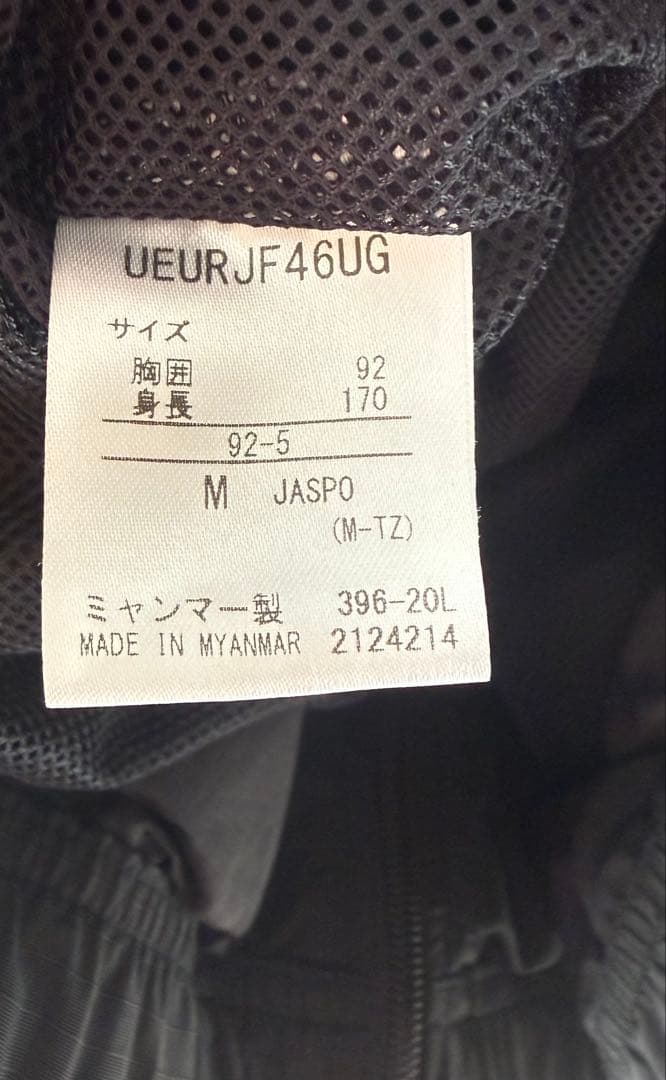 UEURJF46UG
サイズ
胸囲 92
身長 170
92-5
M JASPO
(M-TZ)
ミャンマー製 396-20L
MADE IN MYANMAR 2124214